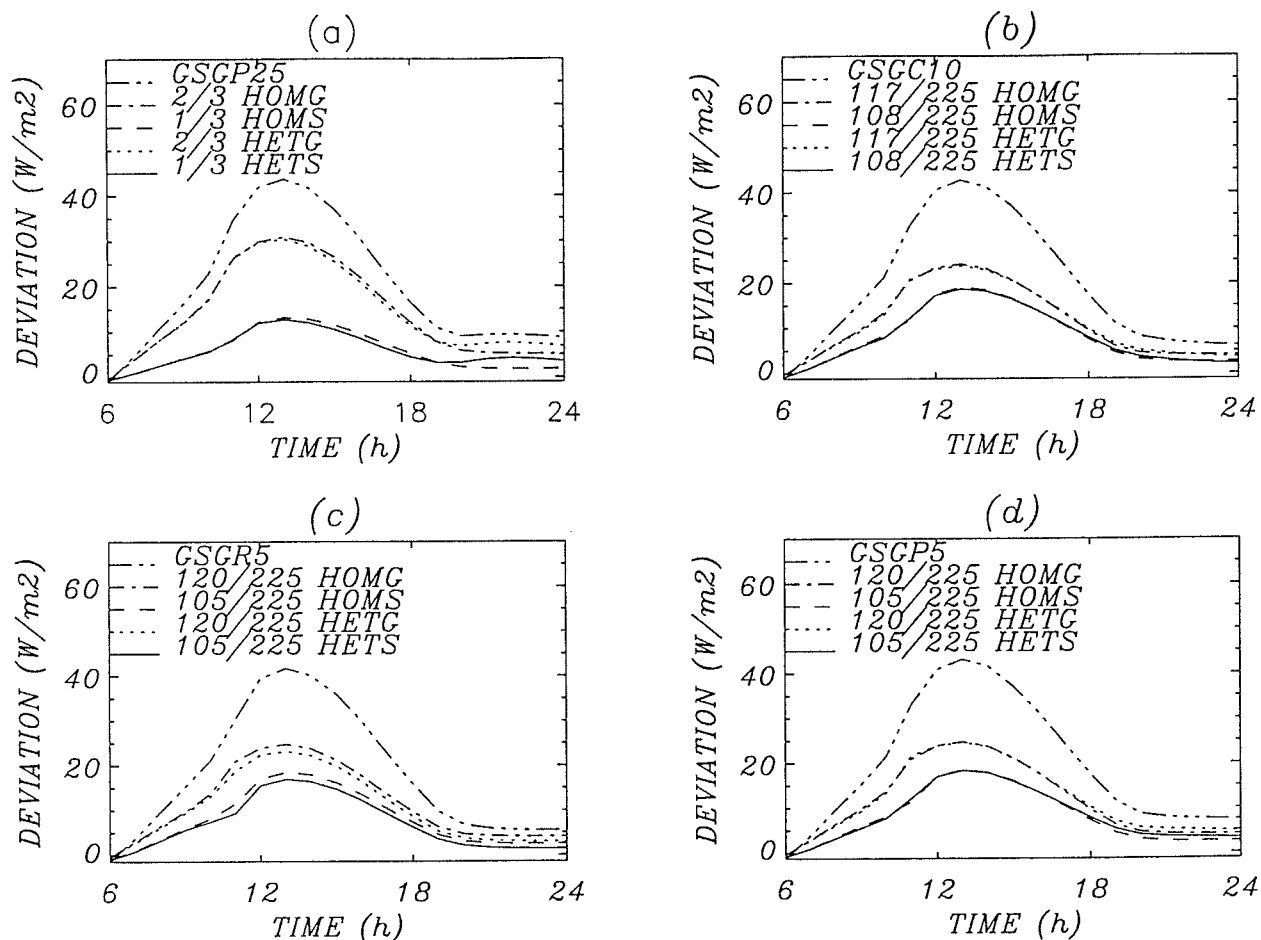 (a)
DEVIATION (W/m2)
60
40
20
0
GSGP25
2/3 HOMG
1/3 HOMS
2/3 HETG
1/3 HETS
6
12
18
24
TIME (h)
(b)
DEVIATION (W/m2)
60
40
20
0
GSGC10
117/225 HOMG
108/225 HOMS
117/225 HETG
108/225 HETS
6
12
18
24
TIME (h)
(c)
DEVIATION (W/m2)
60
40
20
0
GSGR5
120/225 HOMG
105/225 HOMS
120/225 HETG
105/225 HETS
6
12
18
24
TIME (h)
(d)
DEVIATION (W/m2)
60
40
20
0
GSGP5
120/225 HOMG
105/225 HOMS
120/225 HETG
105/225 HETS
6
12
18
24
TIME (h)